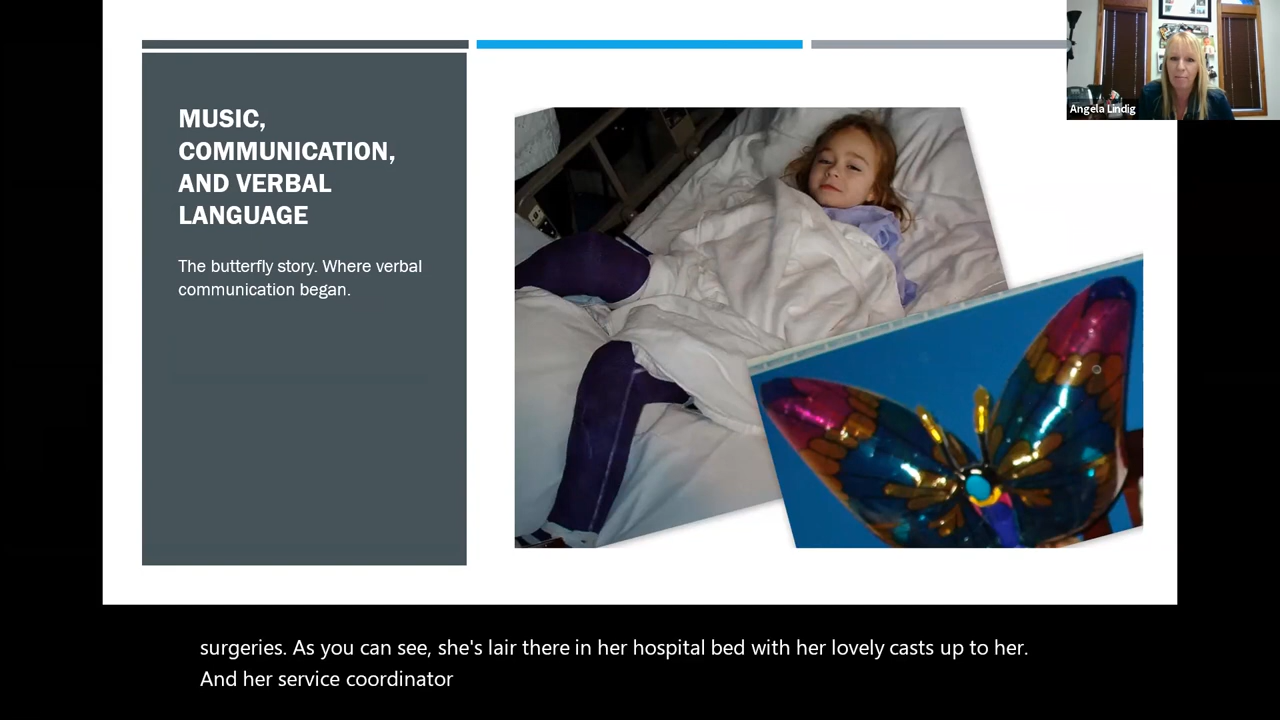 MUSIC,
COMMUNICATION,
AND VERBAL
LANGUAGE
The butterfly story. Where verbal
communication began.
Angela Lindig
surgeries. As you can see, she's lair there in her hospital bed with her lovely casts up to her.
And her service coordinator